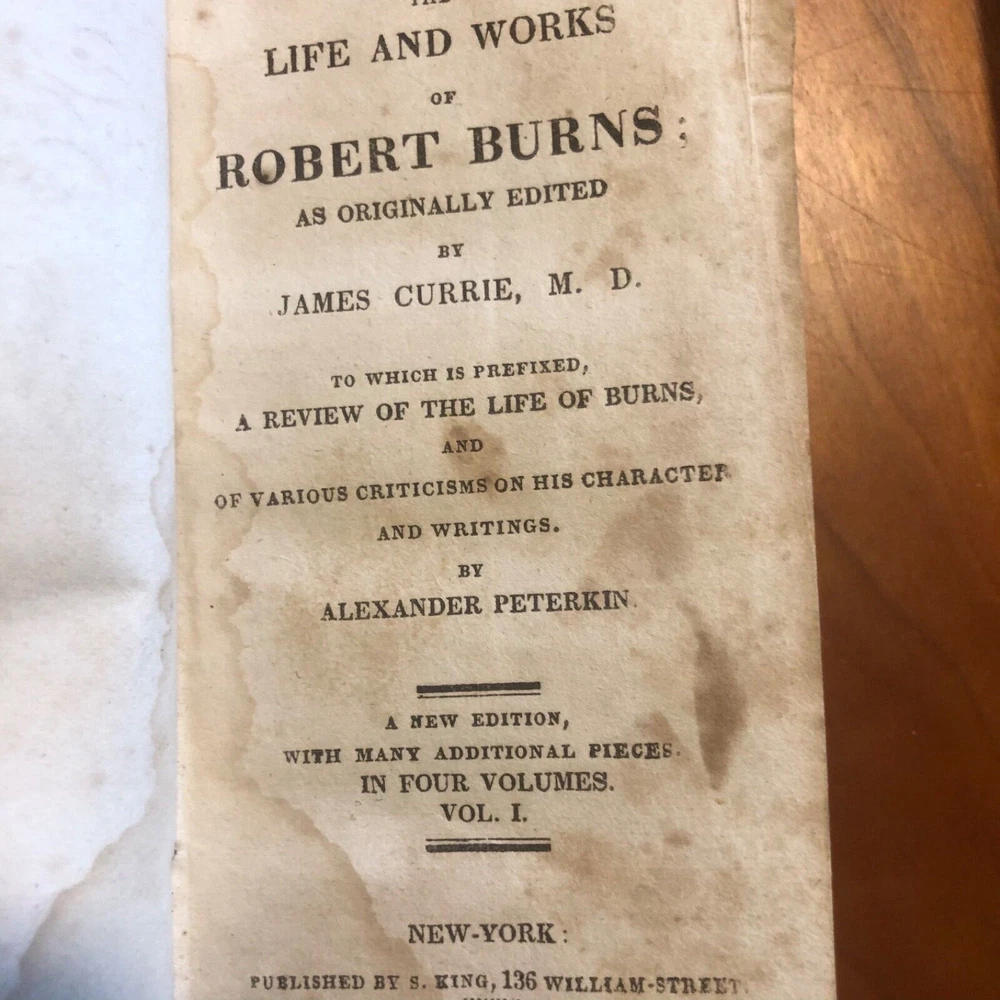 THE
LIFE AND WORKS
OF
ROBERT BURNS;
AS ORIGINALLY EDITED
BY
JAMES CURRIE, M. D.
TO WHICH IS PREFIXED,
A REVIEW OF THE LIFE OF BURNS,
AND
OF VARIOUS CRITICISMS ON HIS CHARACTER
AND WRITINGS.
BY
ALEXANDER PETERKIN.
A NEW EDITION,
WITH MANY ADDITIONAL PIECES.
IN FOUR VOLUMES.
VOL. I.
NEW-YORK:
PUBLISHED BY S. KING, 136 WILLIAM-STREET.